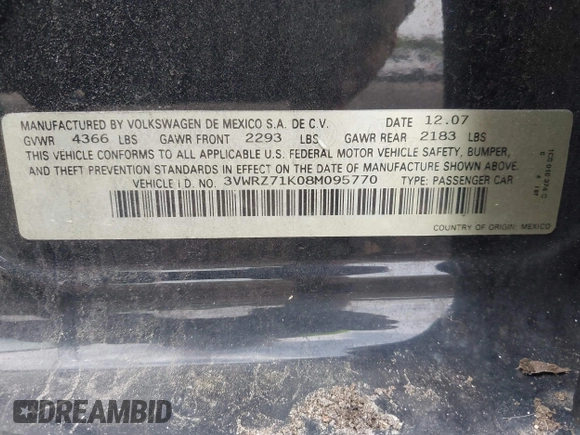 MANUFACTURED BY VOLKSWAGEN DE MEXICO S.A. DE C.V. DATE 12.07
GVWR 4366 LBS GAWR FRONT 2293 LBS GAWR REAR 2183 LBS
THIS VEHICLE CONFORMS TO ALL APPLICABLE U.S. FEDERAL MOTOR VEHICLE SAFETY, BUMPER,
AND THEFT PREVENTION STANDARDS IN EFFECT ON THE DATE OF MANUFACTURE SHOWN ABOVE.
VEHICLE I.D. NO. 3VWRZ71K08M095770 TYPE: PASSENGER CAR
COUNTRY OF ORIGIN: MEXICO
DREAMBID